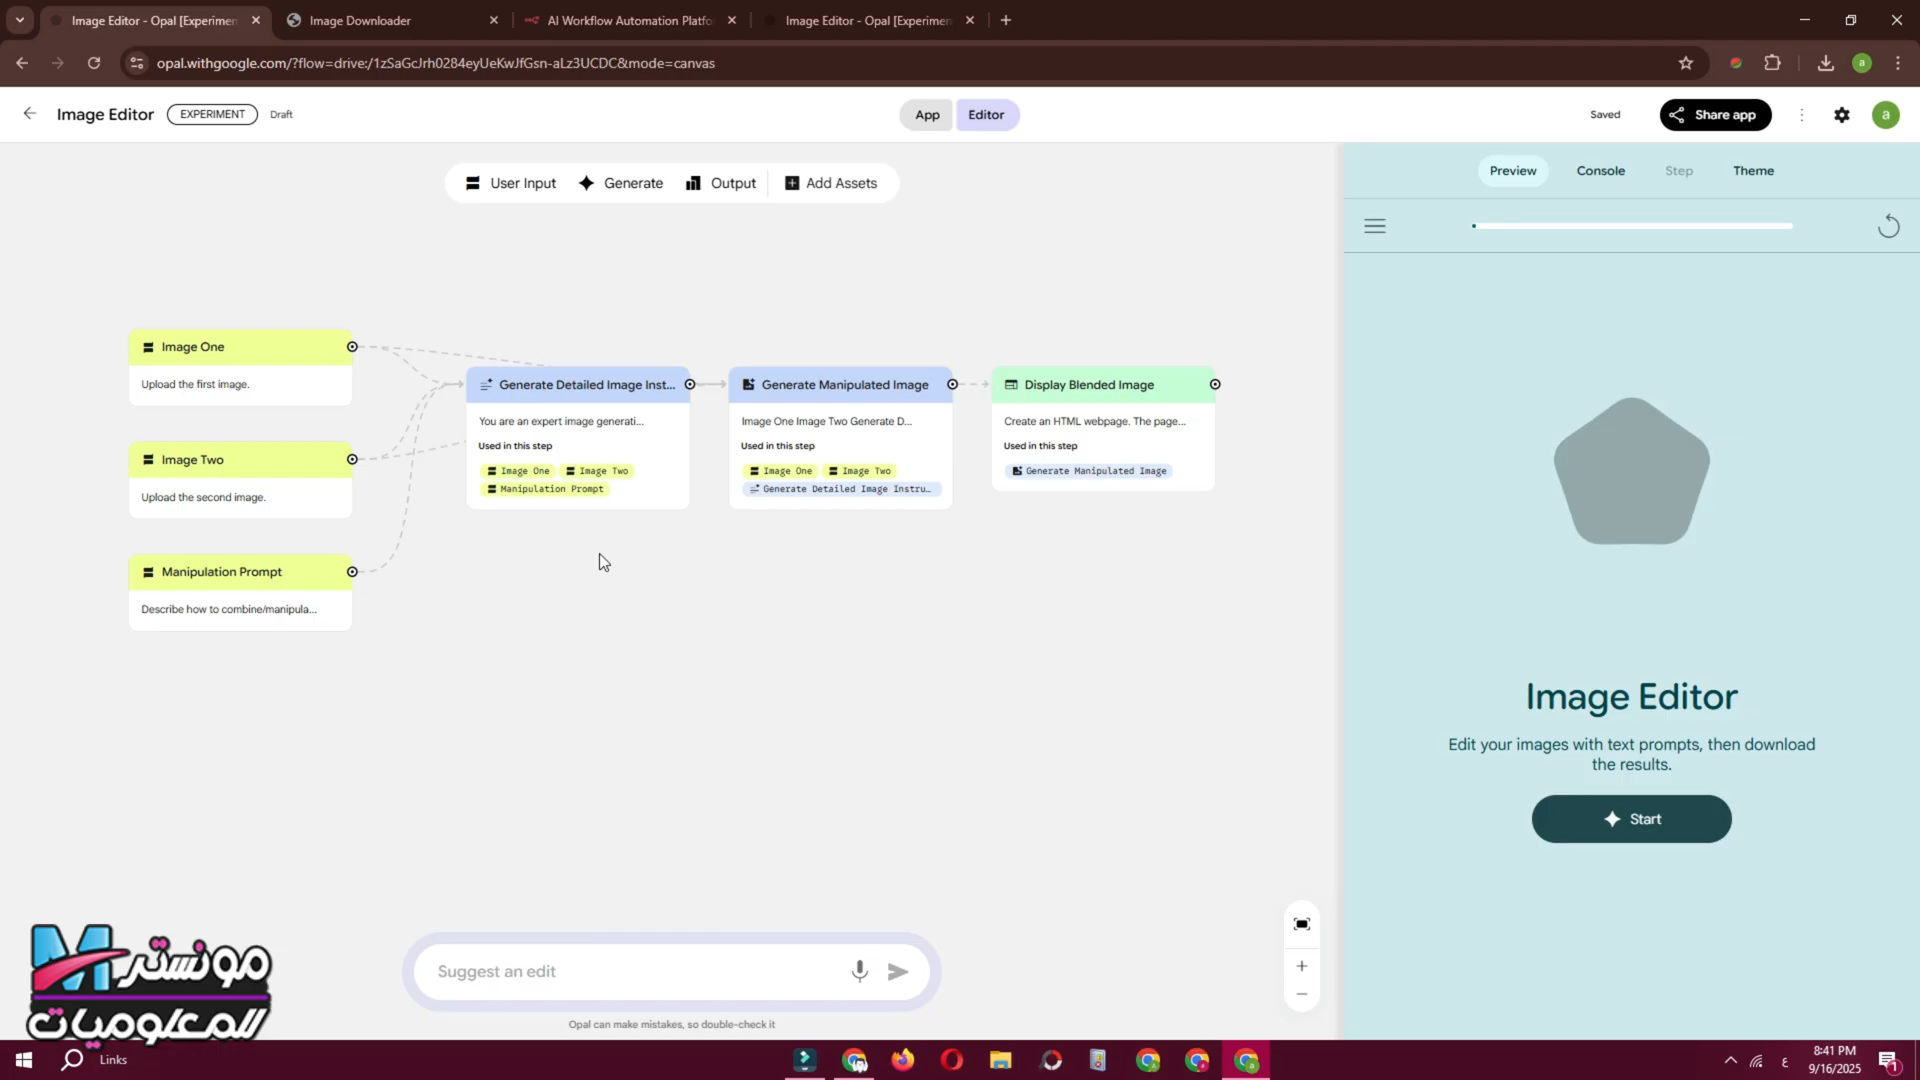 Image Editor - Opal [Experimen
Image Downloader
AI Workflow Automation Platfo
Image Editor - Opal [Experimen
opal.withgoogle.com/?flow=drive:/1zSaGcJrh0284eyUeKwJfGsn-aLz3UCDC&mode=canvas
a
Image Editor
EXPERIMENT
Draft
App
Editor
Saved
Share app
a
User Input
Generate
Output
Add Assets
Preview
Console
Step
Theme
Image One
Upload the first image.
Image Two
Upload the second image.
Manipulation Prompt
Describe how to combine/manipula...
Generate Detailed Image Inst...
You are an expert image generati...
Used in this step
Image One
Image Two
Manipulation Prompt
Generate Manipulated Image
Image One Image Two Generate D...
Used in this step
Image One
Image Two
Generate Detailed Image Instru...
Display Blended Image
Create an HTML webpage. The page...
Used in this step
Generate Manipulated Image
Image Editor
Edit your images with text prompts, then download
the results.
Start
Suggest an edit
Opal can make mistakes, so double-check it
مونستر
المعلوميات
Links
ع
8:41 PM
9/16/2025
1